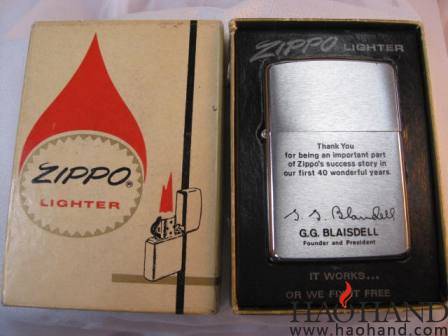 ZIPPO®
LIGHTER
ZIPPO LIGHTER
Thank You
for being an important part
of Zippo's success story in
our first 40 wonderful years.
G. G. Blaisdell
G.G. BLAISDELL
Founder and President
IT WORKS...
OR WE FIX IT FREE
HAOHAND
www.haohand.com